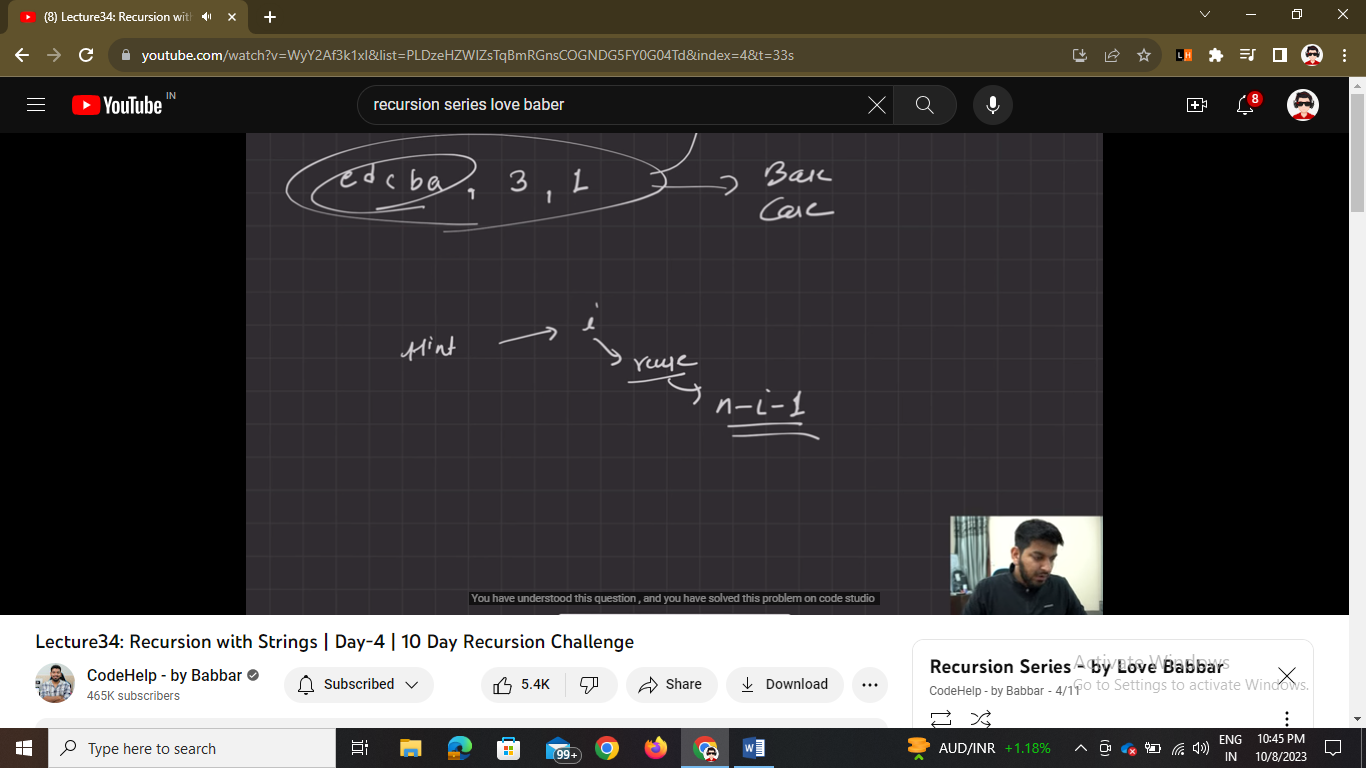 (8) Lecture34: Recursion with
youtube.com/watch?v=WyY2Af3k1xI&list=PLDzeHZWIZsTqBmRGnsCOGNDG5FY0G04Td&index=4&t=33s
LH
YouTube IN
recursion series love baber
8
edcba, 3, 1
Base
Case
Hint
i
n-i-1
You have understood this question , and you have solved this problem on code studio
Lecture34: Recursion with Strings | Day-4 | 10 Day Recursion Challenge
CodeHelp - by Babbar
465K subscribers
Subscribed
5.4K
Share
Download
Recursion Series - by Love Babbar
CodeHelp - by Babbar - 4/11
Activate Windows
Go to Settings to activate Windows.
Type here to search
99+
W
AUD/INR +1.18%
ENG
IN
10:45 PM
10/8/2023